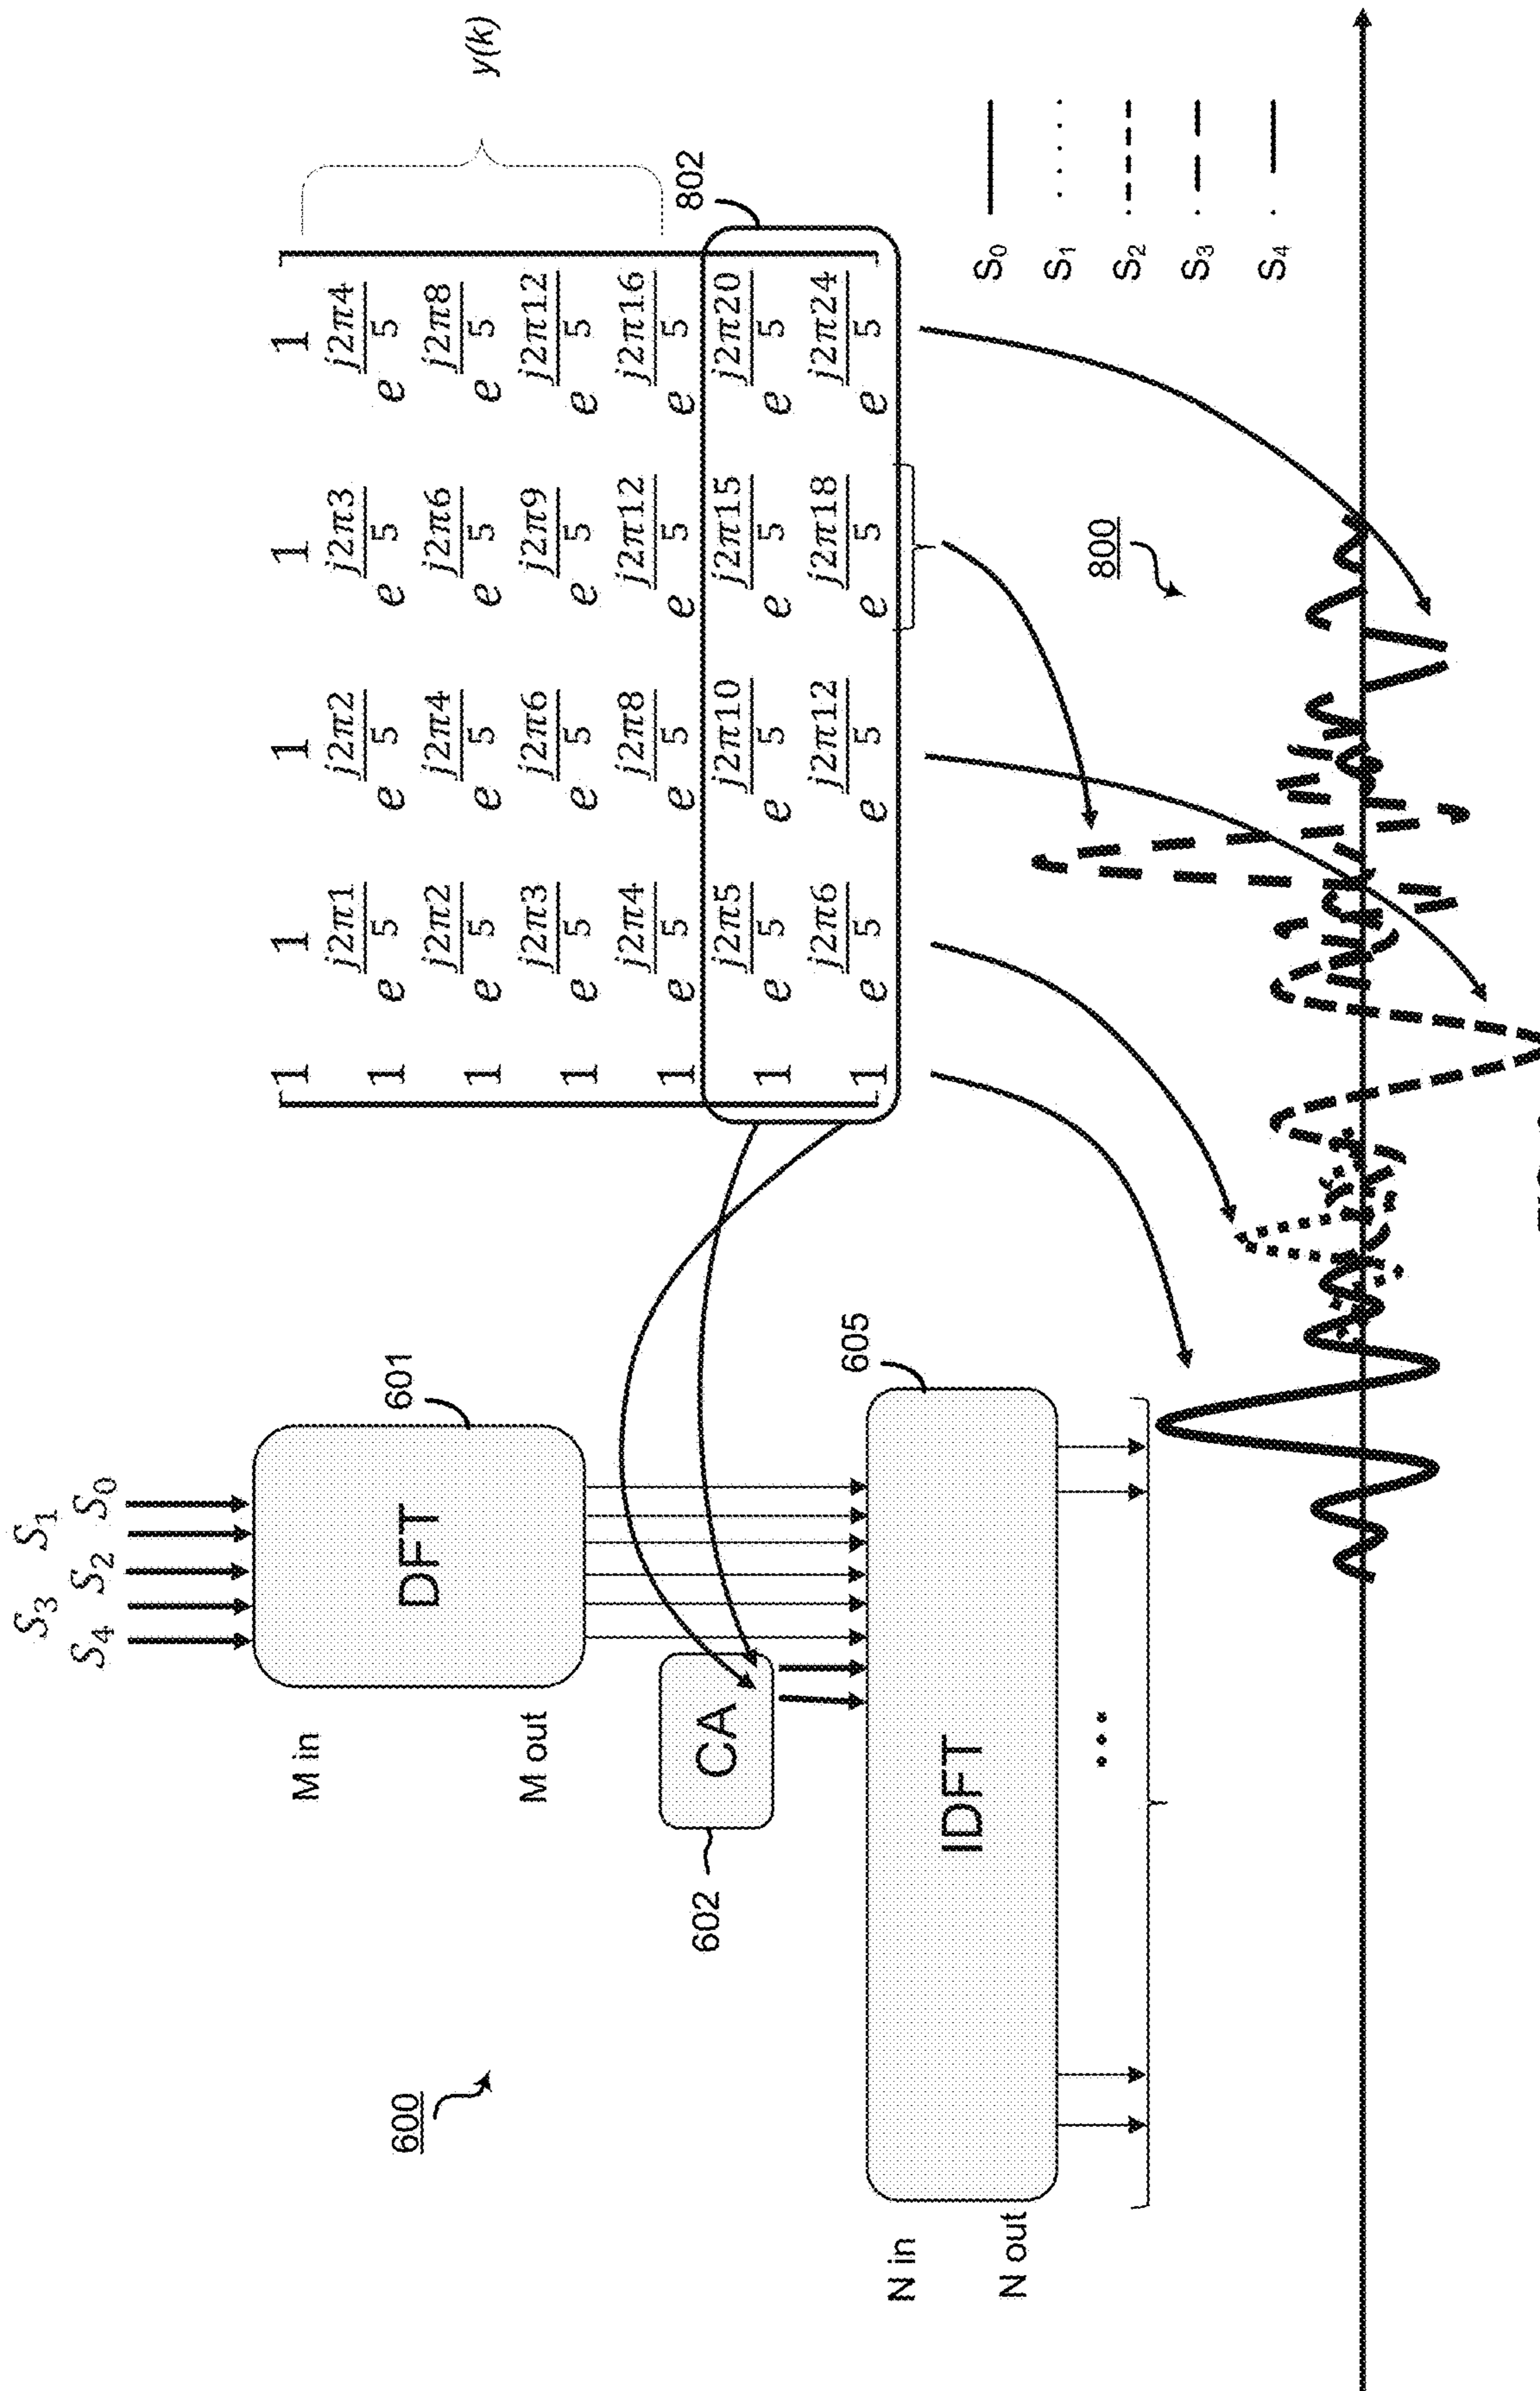 600
S₄ S₃ S₂ S₁ S₀
M in
DFT
601
M out
602
CA
N in
IDFT
605
N out
...
1 1 1 1 1
1 e^(j2π1/5) e^(j2π2/5) e^(j2π3/5) e^(j2π4/5)
1 e^(j2π2/5) e^(j2π4/5) e^(j2π6/5) e^(j2π8/5)
1 e^(j2π3/5) e^(j2π6/5) e^(j2π9/5) e^(j2π12/5)
1 e^(j2π4/5) e^(j2π8/5) e^(j2π12/5) e^(j2π16/5)
1 e^(j2π5/5) e^(j2π10/5) e^(j2π15/5) e^(j2π20/5)
1 e^(j2π6/5) e^(j2π12/5) e^(j2π18/5) e^(j2π24/5)
y(k)
802
800
S₀
S₁
S₂
S₃
S₄